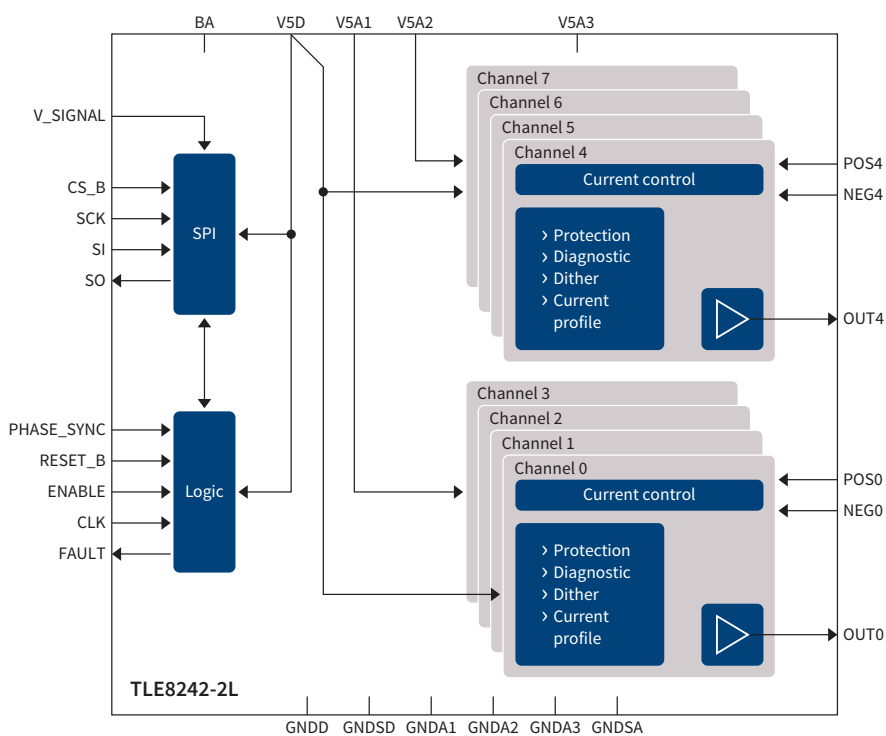 BA V5D V5A1 V5A2 V5A3
V_SIGNAL
CS_B
SCK
SI
SO
SPI
PHASE_SYNC
RESET_B
ENABLE
CLK
FAULT
Logic
Channel 7
Channel 6
Channel 5
Channel 4
Current control
› Protection
› Diagnostic
› Dither
› Current
profile
POS4
NEG4
OUT4
Channel 3
Channel 2
Channel 1
Channel 0
Current control
› Protection
› Diagnostic
› Dither
› Current
profile
POS0
NEG0
OUT0
TLE8242-2L
GNDD GNDSD GNDA1 GNDA2 GNDA3 GNDSA